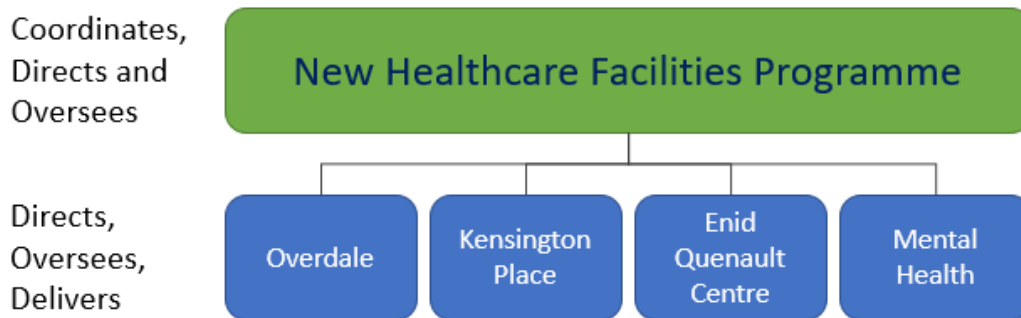 Coordinates,
Directs and
Oversees
New Healthcare Facilities Programme
Directs,
Oversees,
Delivers
Overdale
Kensington
Place
Enid
Quenault
Centre
Mental
Health